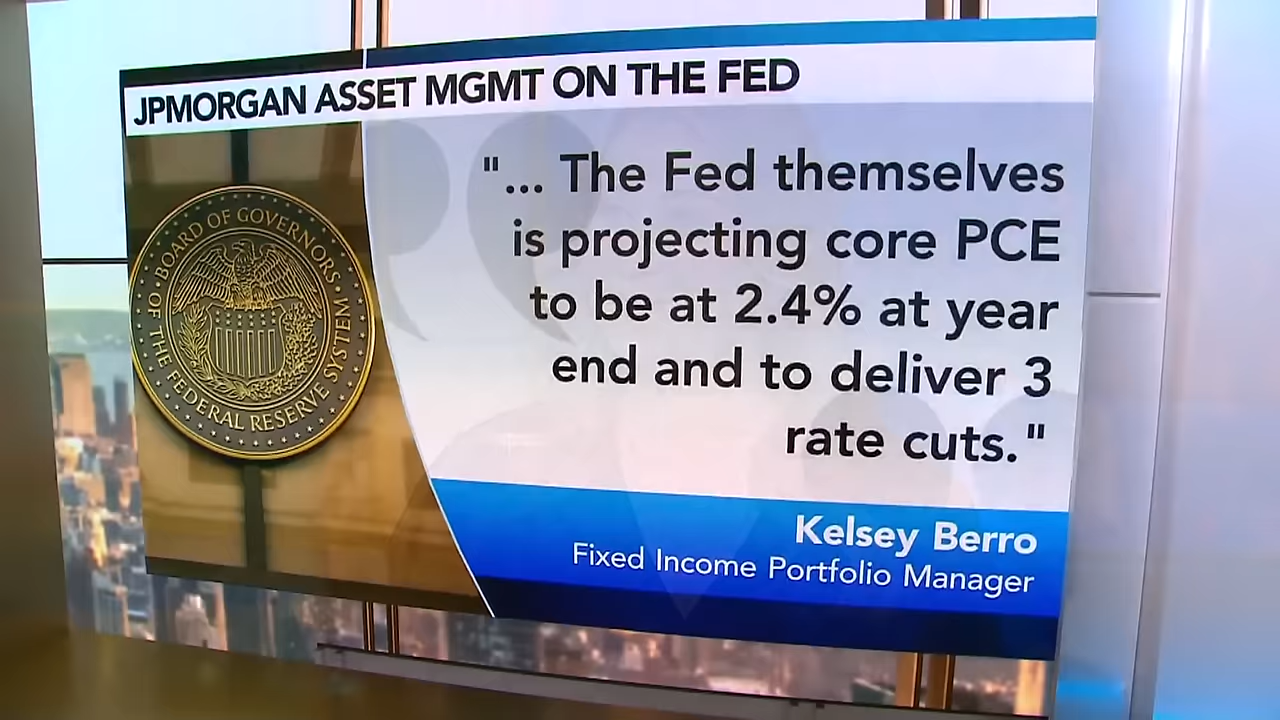 JPMORGAN ASSET MGMT ON THE FED
BOARD OF GOVERNORS
OF THE FEDERAL RESERVE SYSTEM
"... The Fed themselves
is projecting core PCE
to be at 2.4% at year
end and to deliver 3
rate cuts."
Kelsey Berro
Fixed Income Portfolio Manager